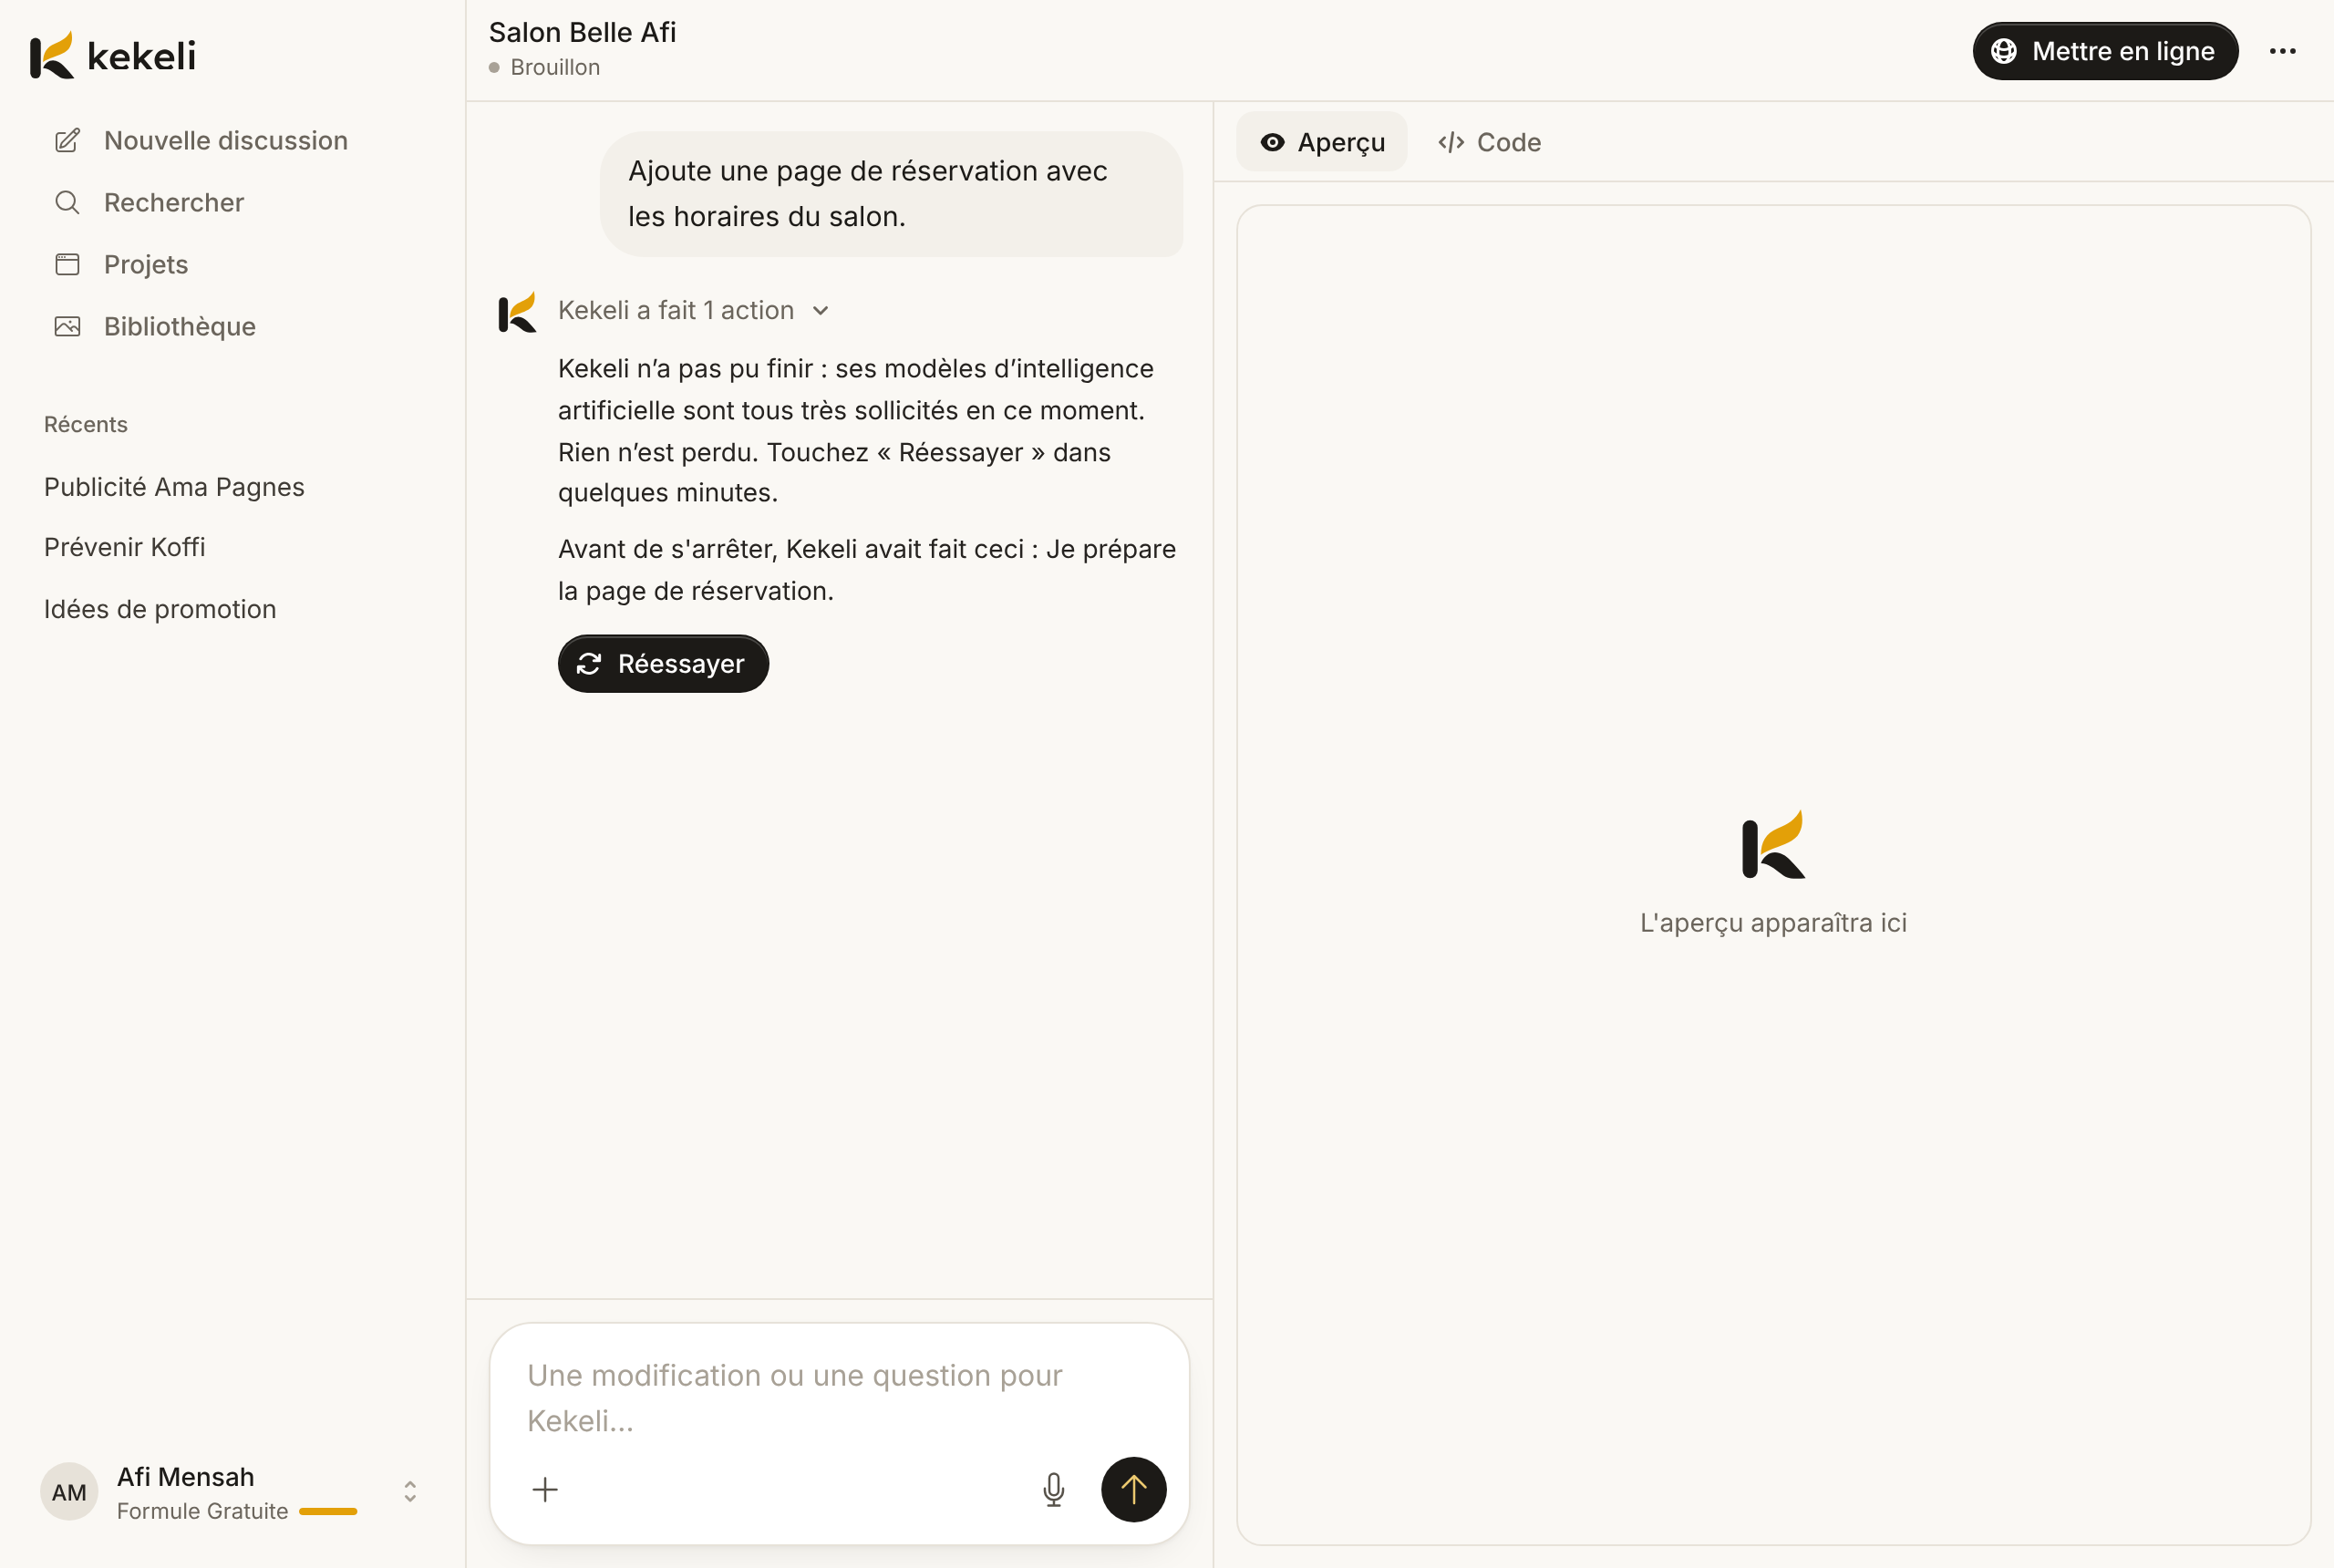 kekeli
Nouvelle discussion
Rechercher
Projets
Bibliothèque
Récents
Publicité Ama Pagnes
Prévenir Koffi
Idées de promotion
AM
Afi Mensah
Formule Gratuite
Salon Belle Afi
Brouillon
Mettre en ligne
Ajoute une page de réservation avec
les horaires du salon.
Kekeli a fait 1 action
Kekeli n’a pas pu finir : ses modèles d’intelligence
artificielle sont tous très sollicités en ce moment.
Rien n’est perdu. Touchez « Réessayer » dans
quelques minutes.
Avant de s'arrêter, Kekeli avait fait ceci : Je prépare
la page de réservation.
Réessayer
Une modification ou une question pour
Kekeli...
Aperçu
Code
L'aperçu apparaîtra ici